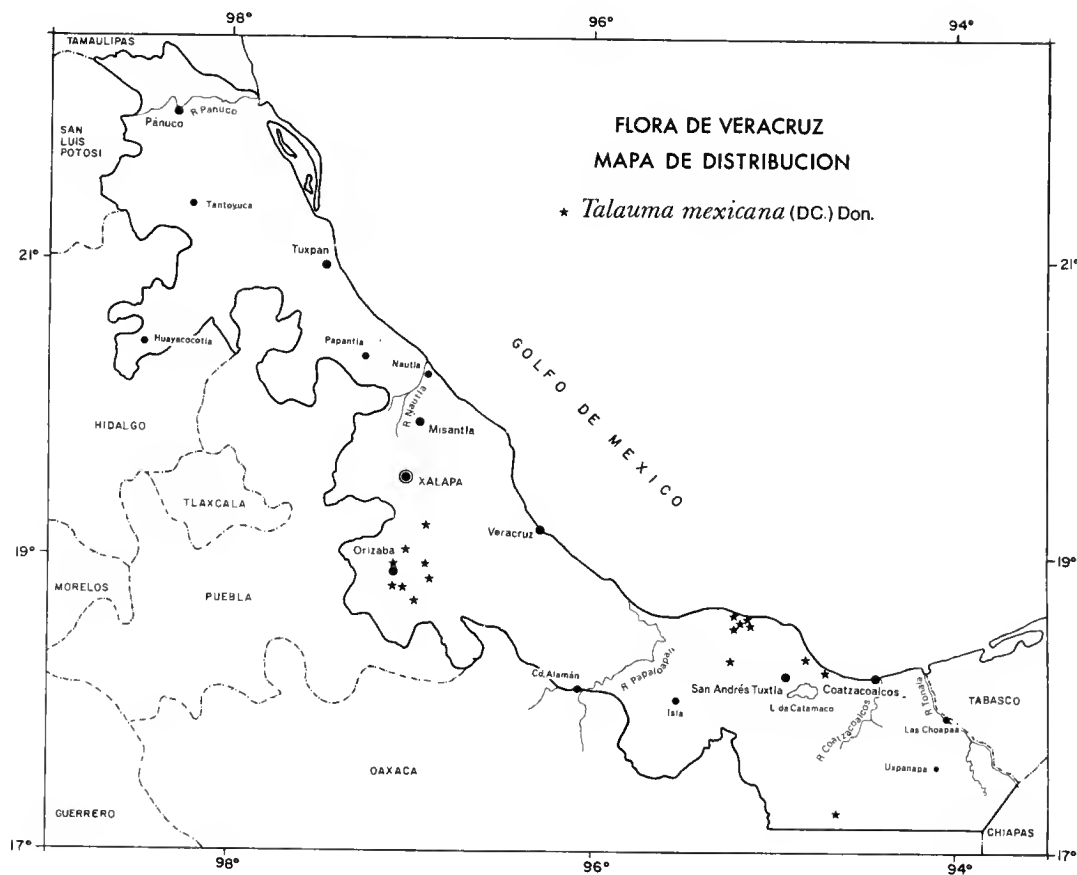 98°
96°
94°
TAMAULIPAS
R Panuco
Pánuco
SAN
LUIS
POTOSI
FLORA DE VERACRUZ
MAPA DE DISTRIBUCION
★ Talauma mexicana (DC.) Don.
Tantoyuca
21°
Tuxpan
21°
Huayacocotla
Papantla
Nautla
GOLFO DE MEXICO
R Nautla
HIDALGO
Misantla
XALAPA
TLAXCALA
Veracruz
19°
Orizaba
19°
MORELOS
PUEBLA
Cd. Alamán
R Papaloapan
San Andrés Tuxtla
Coatzacoalcos
R Tonala
TABASCO
Isla
L de Catamaco
R Coatzacoalcos
Las Choapas
Uxpanapa
OAXACA
GUERRERO
CHIAPAS
17°
17°
98°
96°
94°